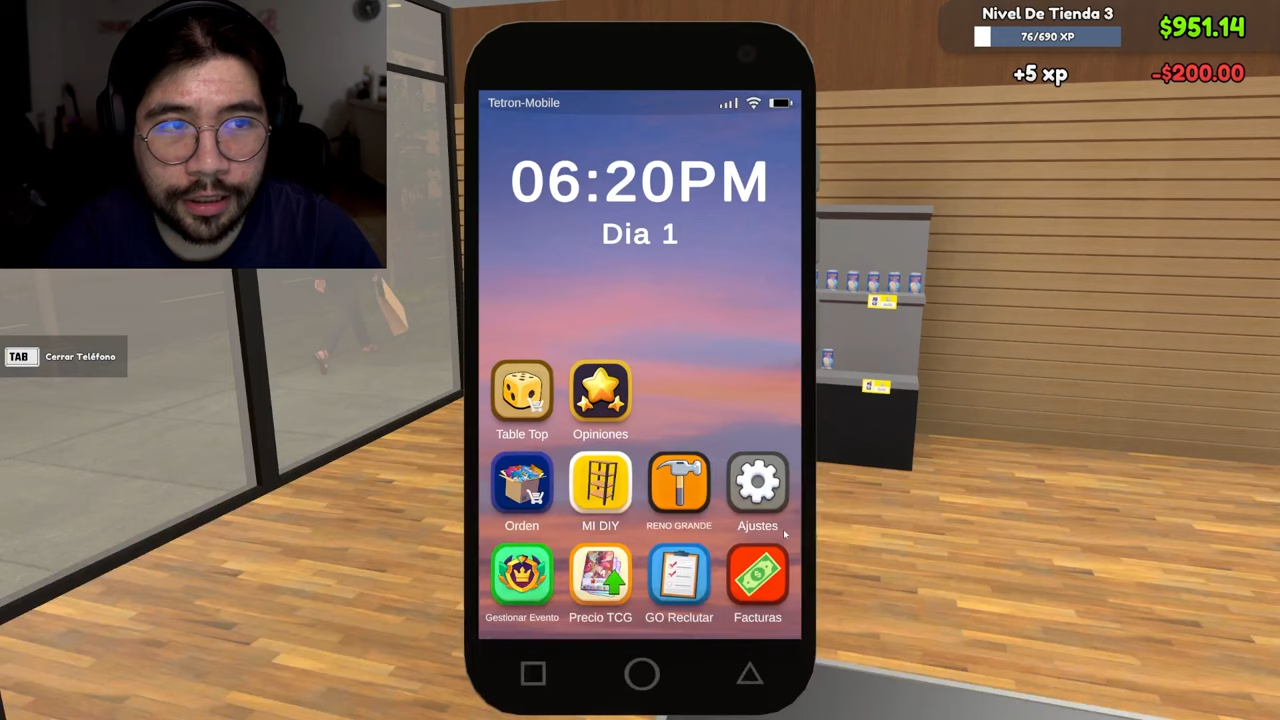 Nivel De Tienda 3
$951.14
76/690 XP
+5 xp
-$200.00
Tetron-Mobile
06:20PM
Dia 1
TAB
Cerrar Teléfono
Table Top
Opiniones
Orden
MI DIY
RENO GRANDE
Ajustes
Gestionar Evento
Precio TCG
GO Reclutar
Facturas